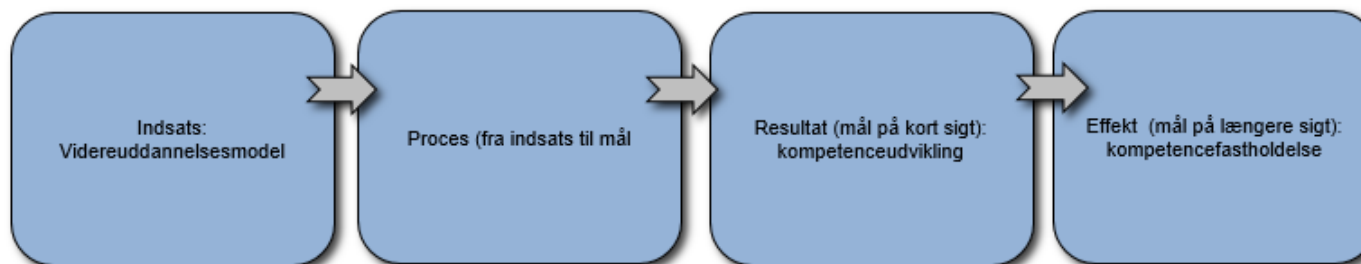 Indsats:
Videreuddannelsesmodel
Proces (fra indsats til mål
Resultat (mål på kort sigt):
kompetenceudvikling
Effekt  (mål på længere sigt):
kompetencefastholdelse